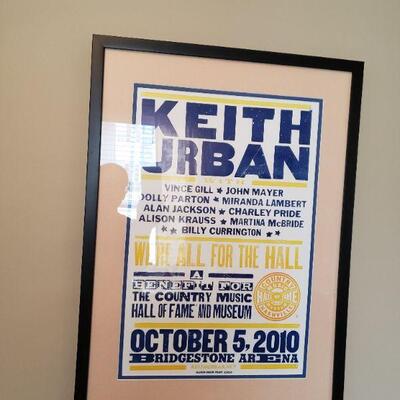 KEITH
URBAN
WITH
VINCE GILL ★ JOHN MAYER
DOLLY PARTON ★ MIRANDA LAMBERT
ALAN JACKSON ★ CHARLEY PRIDE
ALISON KRAUSS ★ MARTINA MCBRIDE
★ ★ BILLY CURRINGTON ★ ★
WE'RE ALL FOR THE HALL
A
BENEFIT FOR
THE COUNTRY MUSIC
HALL OF FAME AND MUSEUM
COUNTRY
NASHVILLE
OCTOBER 5, 2010
BRIDGESTONE ARENA